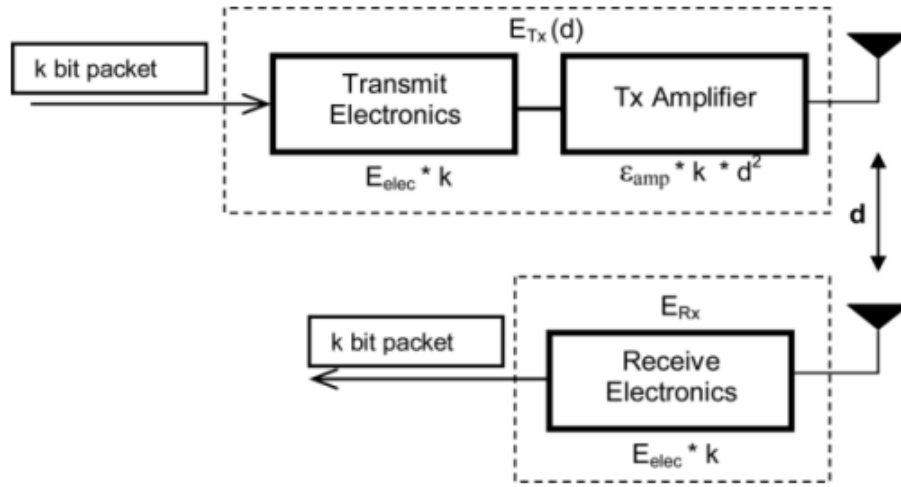 E_Tx (d)
k bit packet
Transmit
Electronics
Tx Amplifier
E_elec * k
ε_amp * k * d²
d
E_Rx
k bit packet
Receive
Electronics
E_elec * k